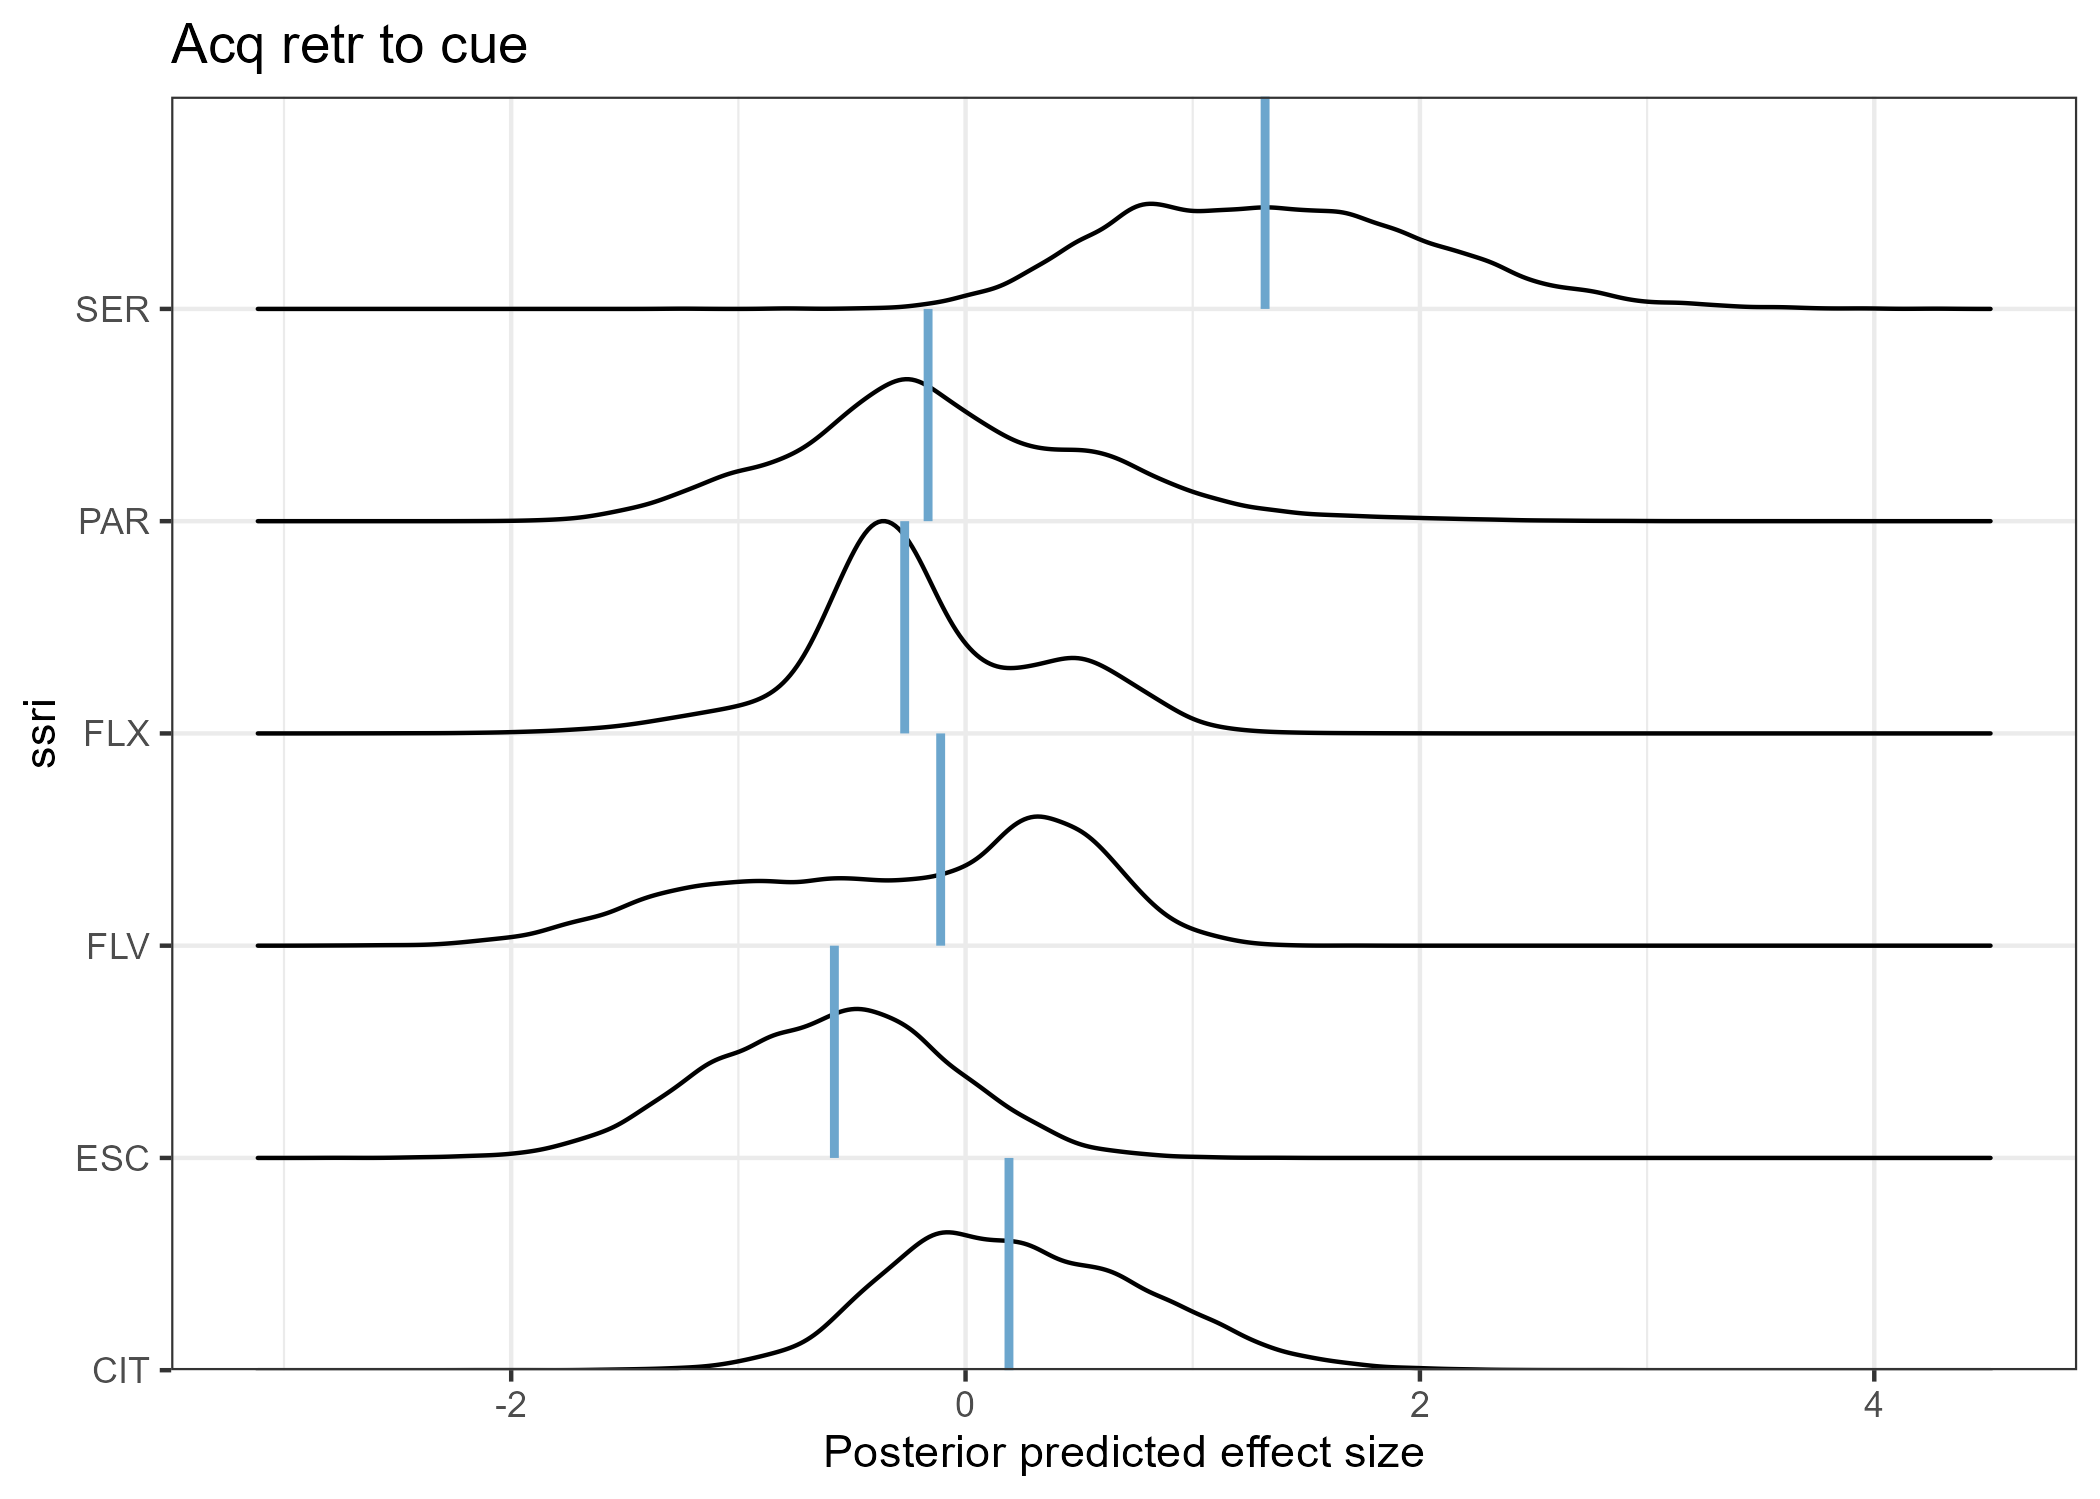 Acq retr to cue
SER
PAR
FLX
FLV
ESC
CIT
ssri
-2 0 2 4
Posterior predicted effect size